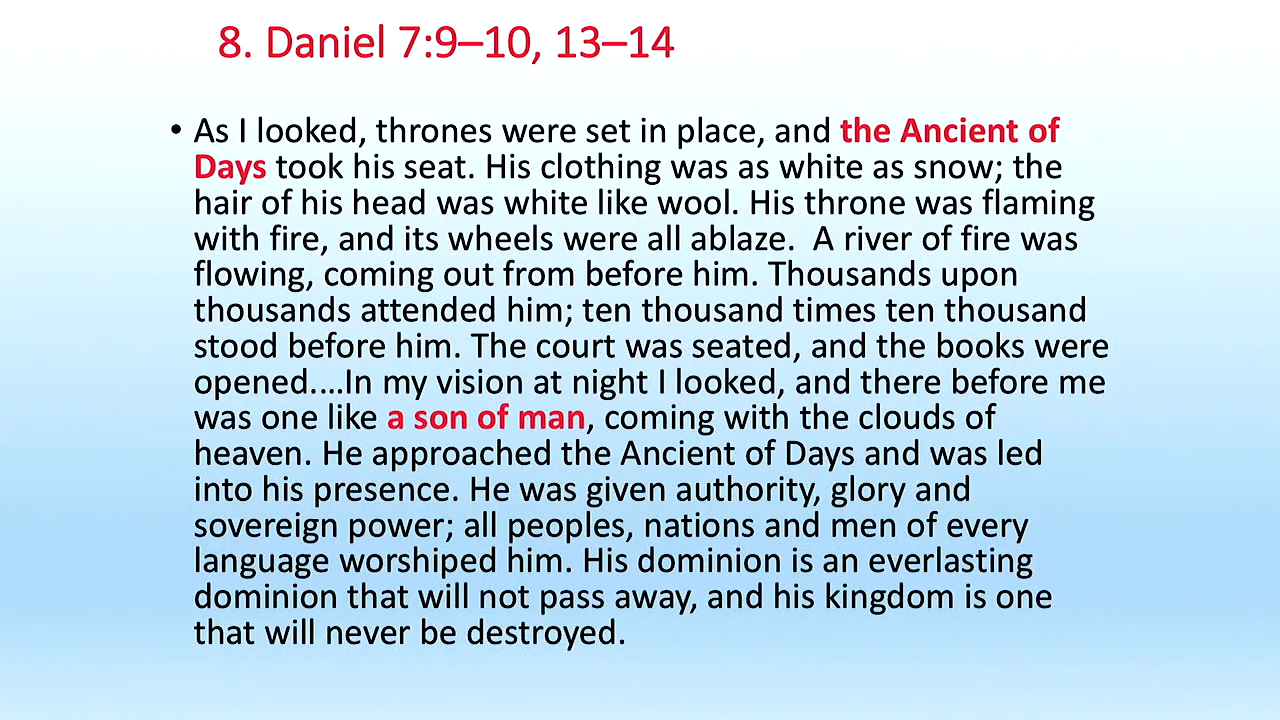 8. Daniel 7:9–10, 13–14
• As I looked, thrones were set in place, and the Ancient of
Days took his seat. His clothing was as white as snow; the
hair of his head was white like wool. His throne was flaming
with fire, and its wheels were all ablaze.  A river of fire was
flowing, coming out from before him. Thousands upon
thousands attended him; ten thousand times ten thousand
stood before him. The court was seated, and the books were
opened....In my vision at night I looked, and there before me
was one like a son of man, coming with the clouds of
heaven. He approached the Ancient of Days and was led
into his presence. He was given authority, glory and
sovereign power; all peoples, nations and men of every
language worshiped him. His dominion is an everlasting
dominion that will not pass away, and his kingdom is one
that will never be destroyed.